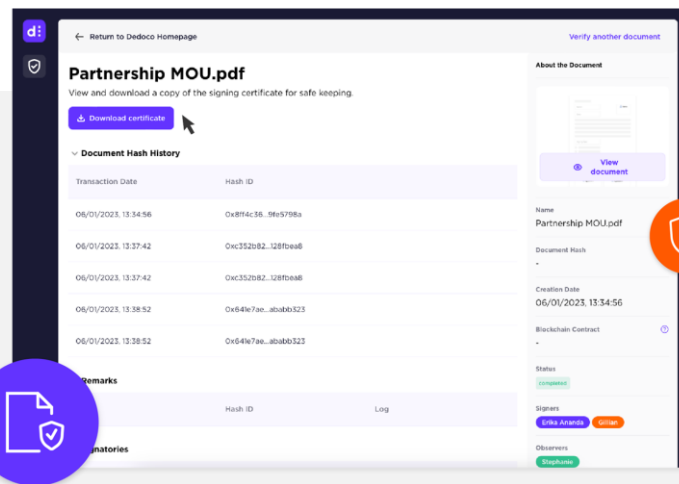 d:
← Return to Dedoco Homepage
Verify another document
Partnership MOU.pdf
View and download a copy of the signing certificate for safe keeping.
Download certificate
Document Hash History
Transaction Date Hash ID
06/01/2023, 13:34:56 0x8ff4c36...9fe5798a
06/01/2023, 13:37:42 0xc352b82...128fbea8
06/01/2023, 13:37:42 0xc352b82...128fbea8
06/01/2023, 13:38:52 0x641e7ae...ababb323
06/01/2023, 13:38:52 0x641e7ae...ababb323
Remarks
Hash ID Log
gnatories
About the Document
View
document
Name
Partnership MOU.pdf
Document Hash
-
Creation Date
06/01/2023, 13:34:56
Blockchain Contract
-
Status
completed
Signers
Erika Ananda Gillian
Observers
Stephanie